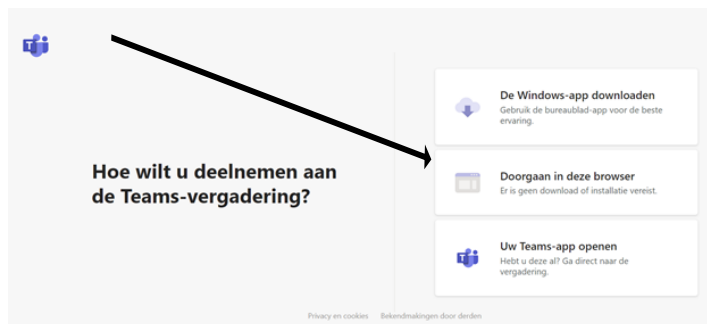 De Windows-app downloaden
Gebruik de bureaublad-app voor de beste
ervaring.
Hoe wilt u deelnemen aan
de Teams-vergadering?
Doorgaan in deze browser
Er is geen download of installatie vereist.
Uw Teams-app openen
Hebt u deze al? Ga direct naar de
vergadering.
Privacy en cookies Bekendmakingen door derden